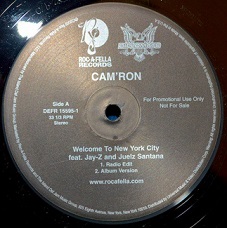 ROC-A-FELLA
RECORDS
CAM'RON
Side A
DEFR 15595-1
33 1/3 RPM
Stereo
For Promotional Use Only
Not For Sale
Welcome To New York City
feat. Jay-Z and Juelz Santana
1. Radio Edit
2. Album Version
www.rocafella.com